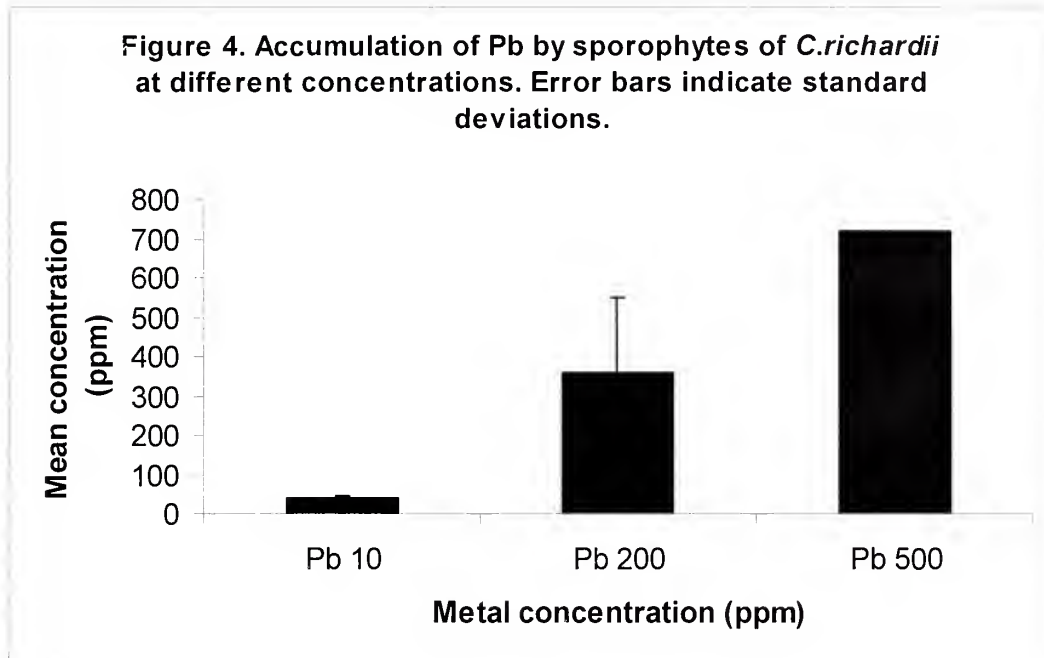 Figure 4. Accumulation of Pb by sporophytes of C.richardii
at different concentrations. Error bars indicate standard
deviations.
Mean concentration
(ppm)
800
700
600
500
400
300
200
100
0
Pb 10
Pb 200
Pb 500
Metal concentration (ppm)